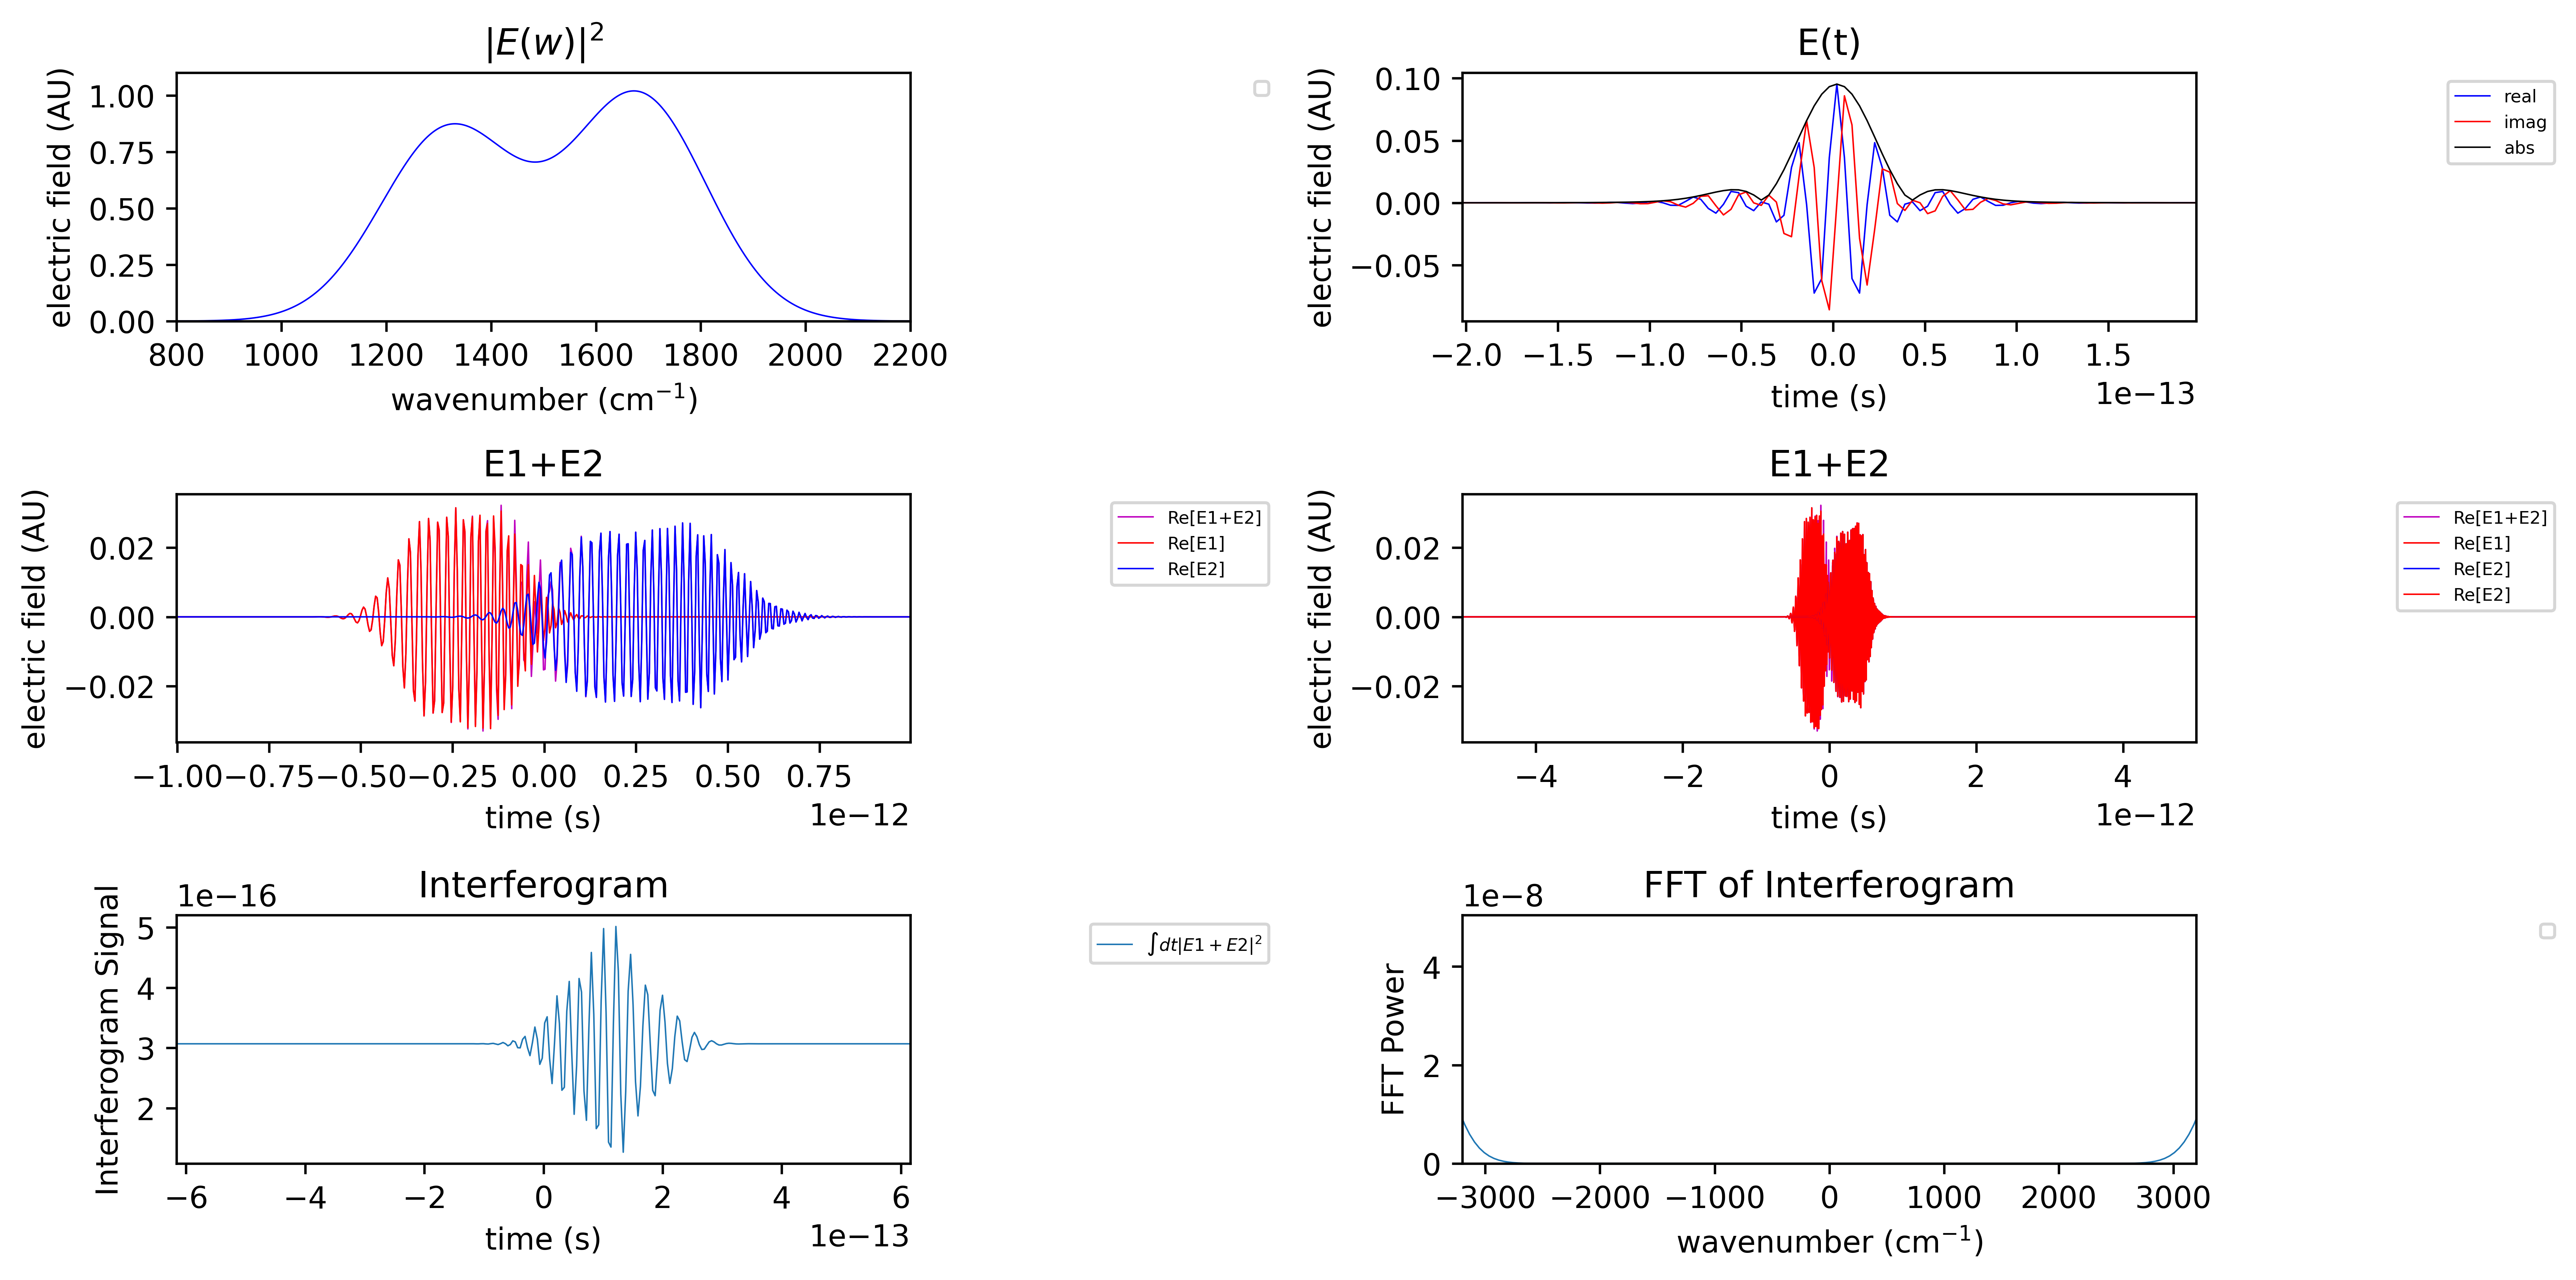 |E(w)|²
electric field (AU)
1.00
0.75
0.50
0.25
0.00
800 1000 1200 1400 1600 1800 2000 2200
wavenumber (cm⁻¹)
E(t)
electric field (AU)
0.10
0.05
0.00
−0.05
−2.0 −1.5 −1.0 −0.5 0.0 0.5 1.0 1.5
1e−13
time (s)
real
imag
abs
E1+E2
electric field (AU)
0.02
0.00
−0.02
−1.00 −0.75 −0.50 −0.25 0.00 0.25 0.50 0.75
1e−12
time (s)
Re[E1+E2]
Re[E1]
Re[E2]
E1+E2
electric field (AU)
0.02
0.00
−0.02
−4 −2 0 2 4
1e−12
time (s)
Re[E1+E2]
Re[E1]
Re[E2]
Re[E2]
Interferogram
1e−16
Interferogram Signal
5
4
3
2
−6 −4 −2 0 2 4 6
1e−13
time (s)
∫dt|E1 + E2|²
FFT of Interferogram
1e−8
FFT Power
4
2
0
−3000 −2000 −1000 0 1000 2000 3000
wavenumber (cm⁻¹)